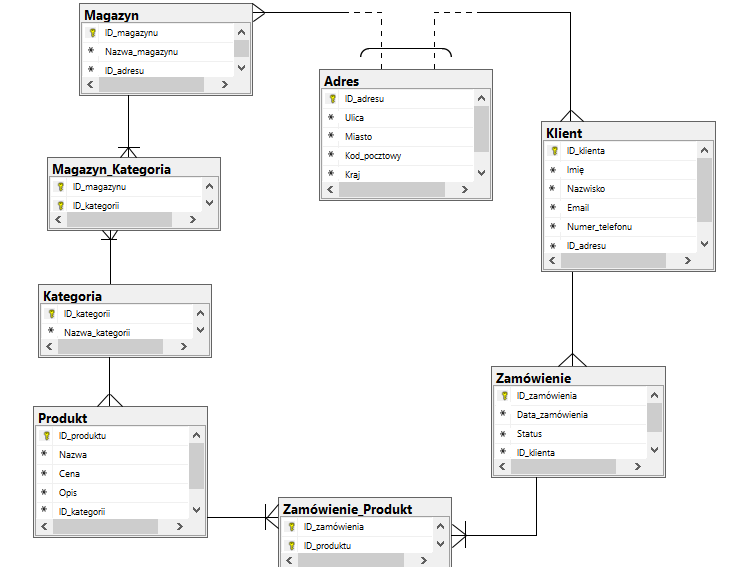 Magazyn
ID_magazynu
Nazwa_magazynu
ID_adresu
Adres
ID_adresu
Ulica
Miasto
Kod_pocztowy
Kraj
Klient
ID_klienta
Imię
Nazwisko
Email
Numer_telefonu
ID_adresu
Magazyn_Kategoria
ID_magazynu
ID_kategorii
Kategoria
ID_kategorii
Nazwa_kategorii
Zamówienie
ID_zamówienia
Data_zamówienia
Status
ID_klienta
Produkt
ID_produktu
Nazwa
Cena
Opis
ID_kategorii
Zamówienie_Produkt
ID_zamówienia
ID_produktu